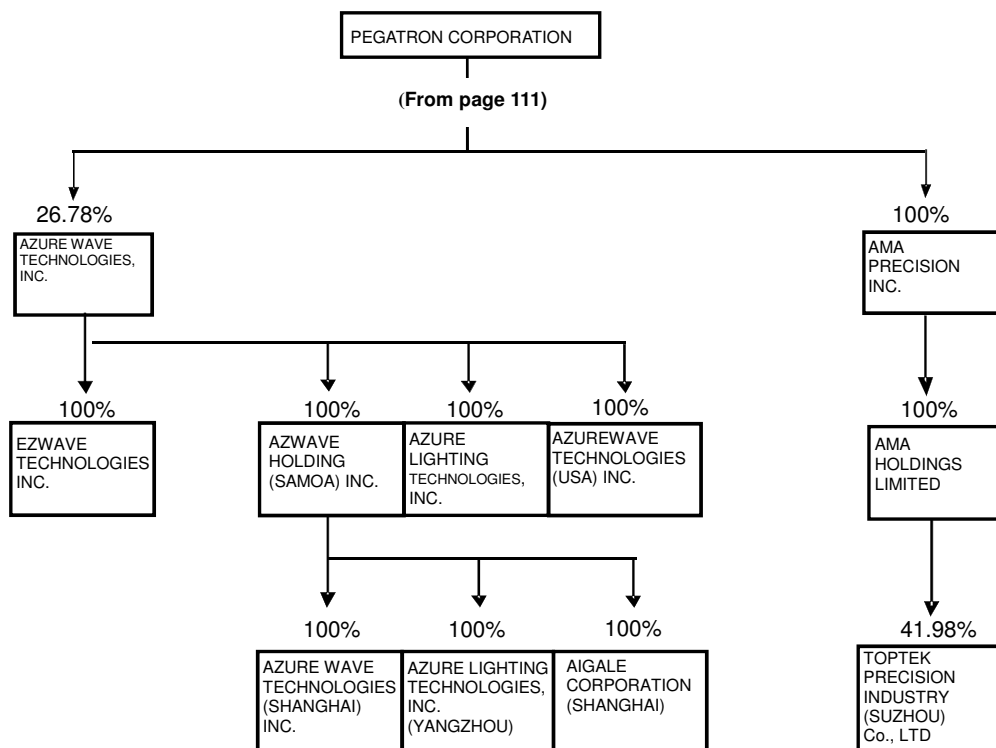 PEGATRON CORPORATION
(From page 111)
26.78%
100%
AZURE WAVE
TECHNOLOGIES,
INC.
AMA
PRECISION
INC.
100%
100%
100%
100%
100%
EZWAVE
TECHNOLOGIES
INC.
AZWAVE
HOLDING
(SAMOA) INC.
AZURE
LIGHTING
TECHNOLOGIES,
INC.
AZUREWAVE
TECHNOLOGIES
(USA) INC.
AMA
HOLDINGS
LIMITED
100%
100%
100%
41.98%
AZURE WAVE
TECHNOLOGIES
(SHANGHAI)
INC.
AZURE LIGHTING
TECHNOLOGIES,
INC.
(YANGZHOU)
AIGALE
CORPORATION
(SHANGHAI)
TOPTEK
PRECISION
INDUSTRY
(SUZHOU)
Co., LTD